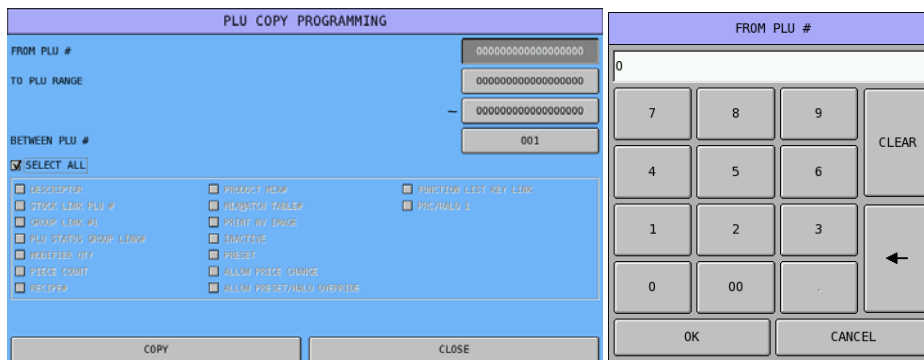 PLU COPY PROGRAMMING
FROM PLU # 000000000000000000
TO PLU RANGE 000000000000000000
~ 000000000000000000
BETWEEN PLU # 001
SELECT ALL
DESCRIPTOR PRODUCT MIX# FUNCTION LIST KEY LINK
STOCK LINK PLU # MIX&MATCH TABLE# PRC/HALO 1
GROUP LINK #1 PRINT NV IMAGE
PLU STATUS GROUP LINK# INACTIVE
MODIFIER QTY PRESET
PIECE COUNT ALLOW PRICE CHANGE
RECIPE# ALLOW PRESET/HALO OVERRIDE
COPY CLOSE
FROM PLU #
0
7 8 9 CLEAR
4 5 6
1 2 3 ←
0 00 .
OK CANCEL